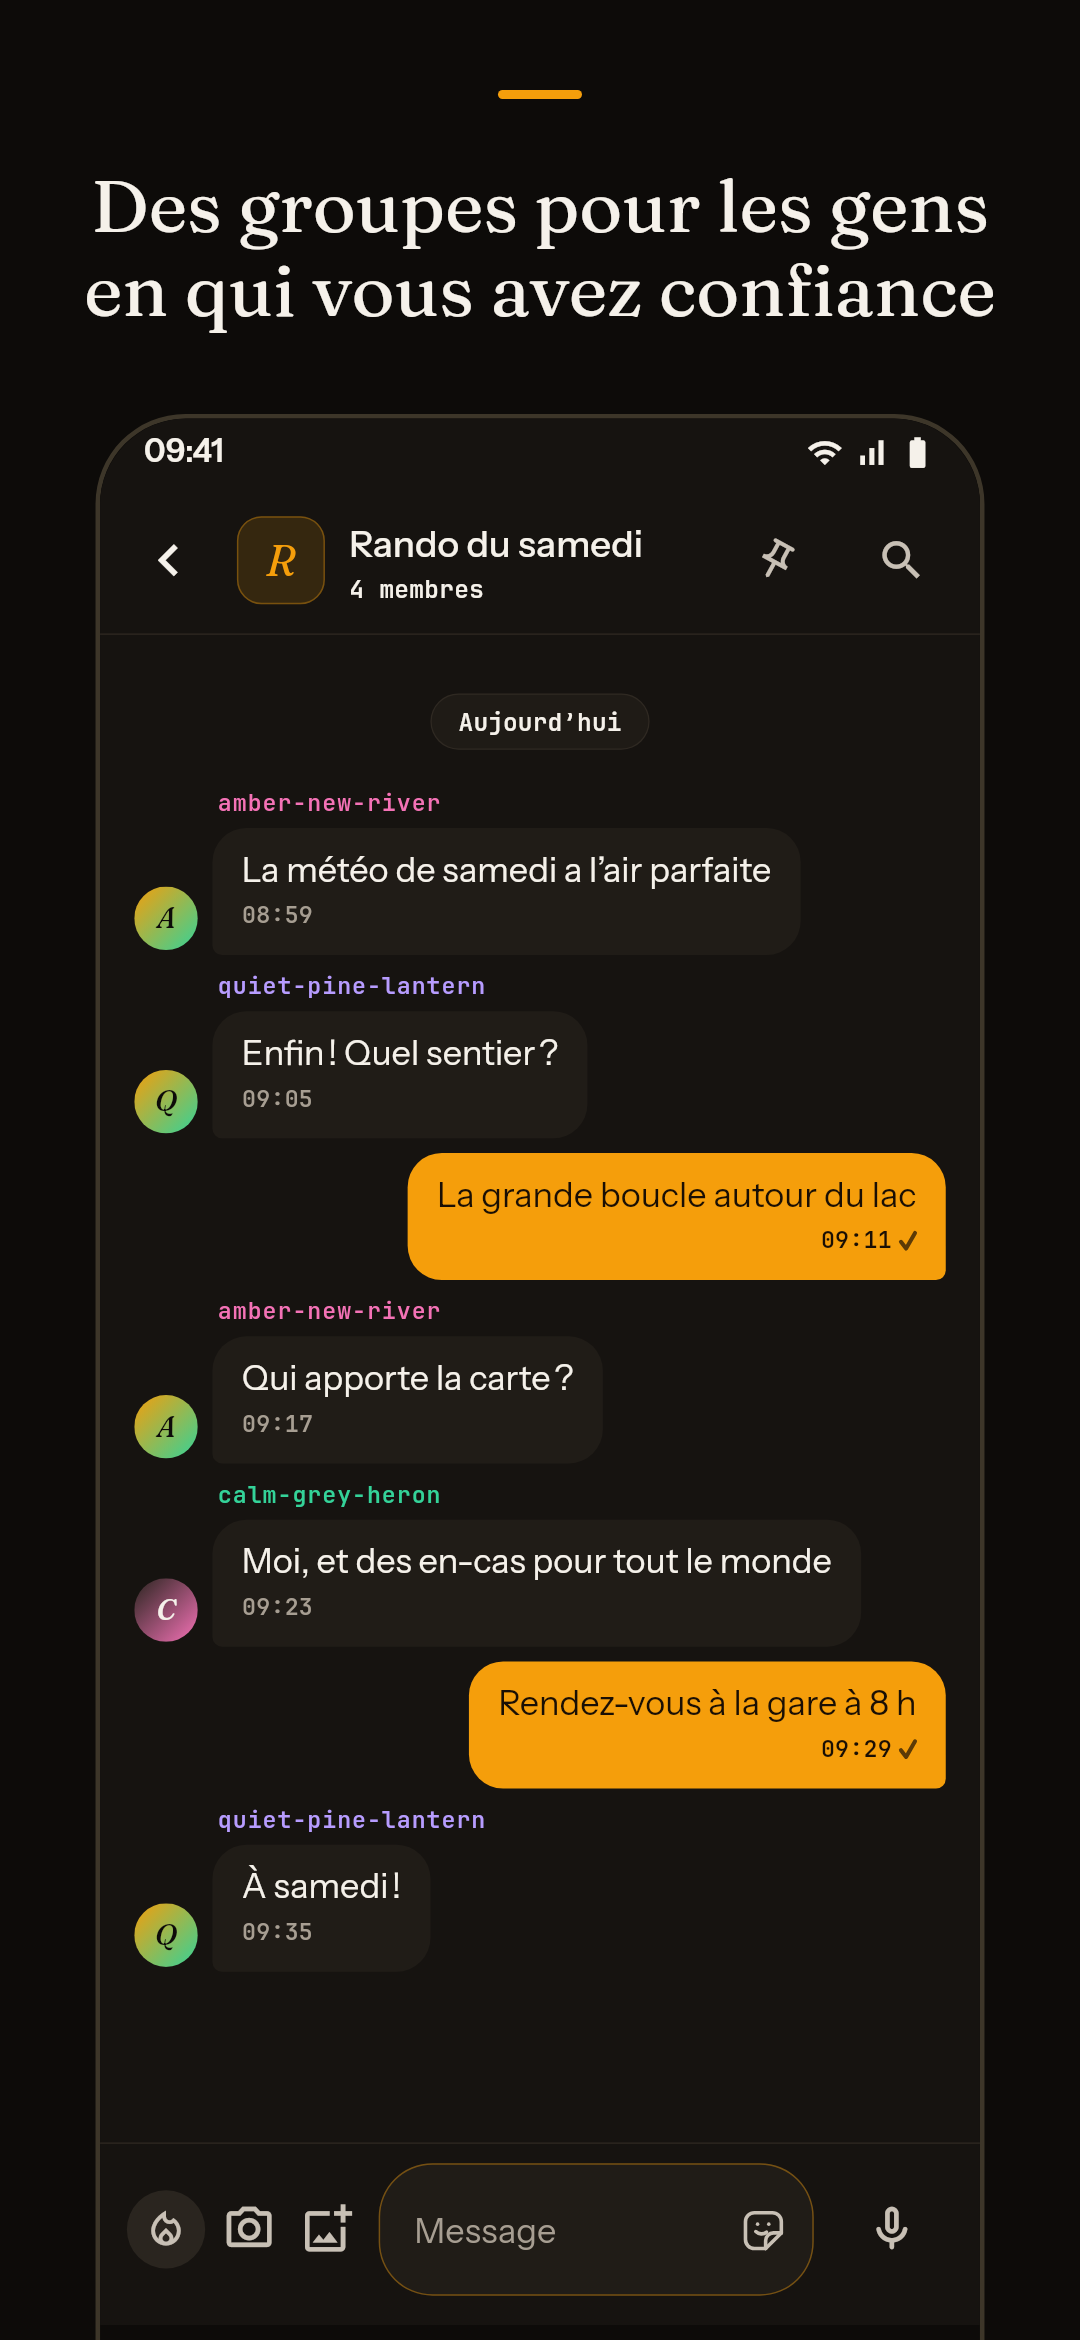 Des groupes pour les gens
en qui vous avez confiance
09:41
R
Rando du samedi
4 membres
Aujourd’hui
amber-new-river
La météo de samedi a l’air parfaite
A
08:59
quiet-pine-lantern
Enfin ! Quel sentier ?
Q
09:05
La grande boucle autour du lac
09:11
amber-new-river
Qui apporte la carte ?
A
09:17
calm-grey-heron
Moi, et des en-cas pour tout le monde
C
09:23
Rendez-vous à la gare à 8 h
09:29
quiet-pine-lantern
À samedi !
Q
09:35
Message